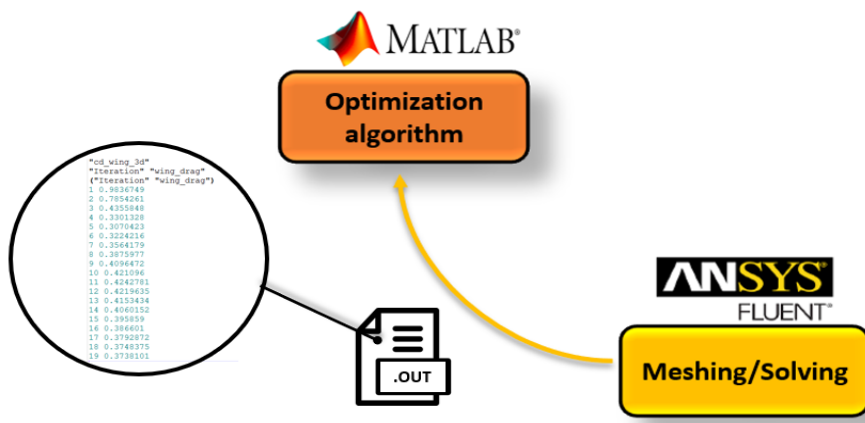 MATLAB®
Optimization
algorithm
"cd_wing_3d"
"Iteration" "wing_drag"
("Iteration" "wing_drag")
1 0.9836749
2 0.7854261
3 0.4355848
4 0.3301328
5 0.3070423
6 0.3224216
7 0.3564179
8 0.3875977
9 0.4096472
10 0.421096
11 0.4242781
12 0.4219635
13 0.4153434
14 0.4060152
15 0.395859
16 0.386601
17 0.3792872
18 0.3748375
19 0.3738101
.OUT
ANSYS®
FLUENT®
Meshing/Solving